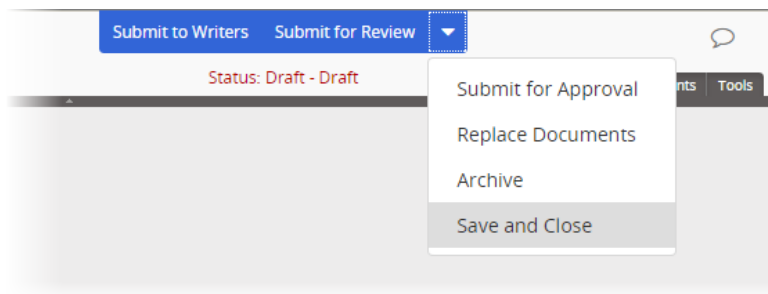 Submit to Writers Submit for Review
Status: Draft - Draft
Submit for Approval
nts Tools
Replace Documents
Archive
Save and Close